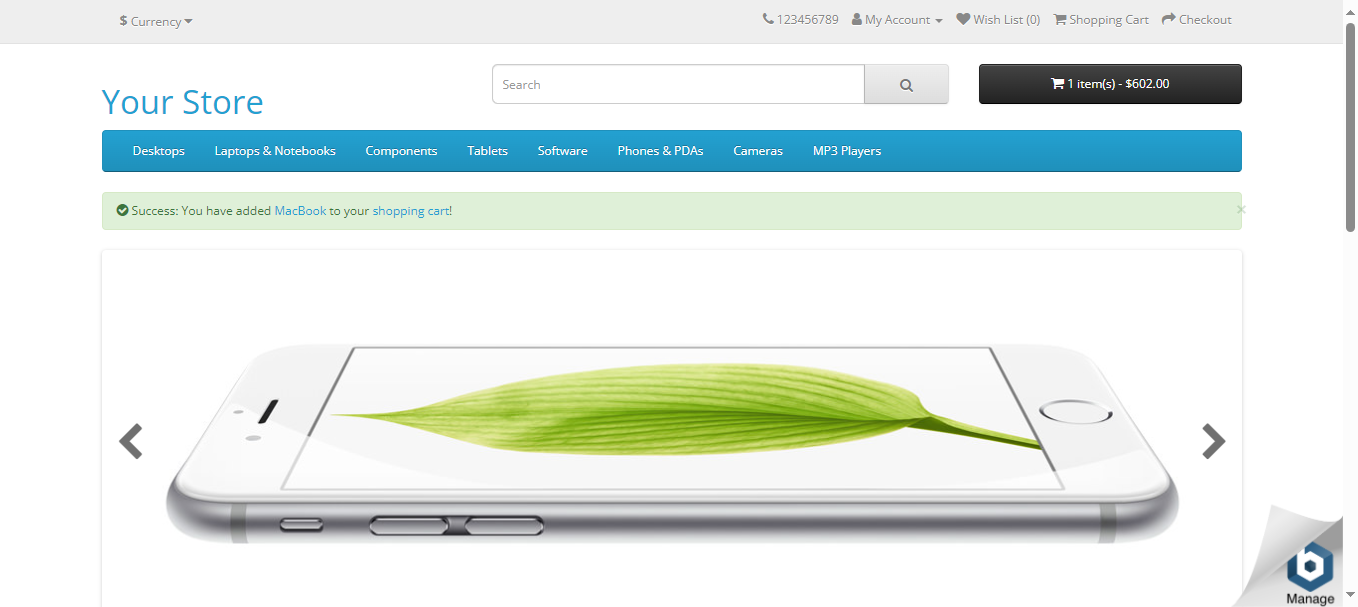 $ Currency
123456789 My Account Wish List (0) Shopping Cart Checkout
Your Store
Search
1 item(s) - $602.00
Desktops Laptops & Notebooks Components Tablets Software Phones & PDAs Cameras MP3 Players
Success: You have added MacBook to your shopping cart!
×
b
Manage